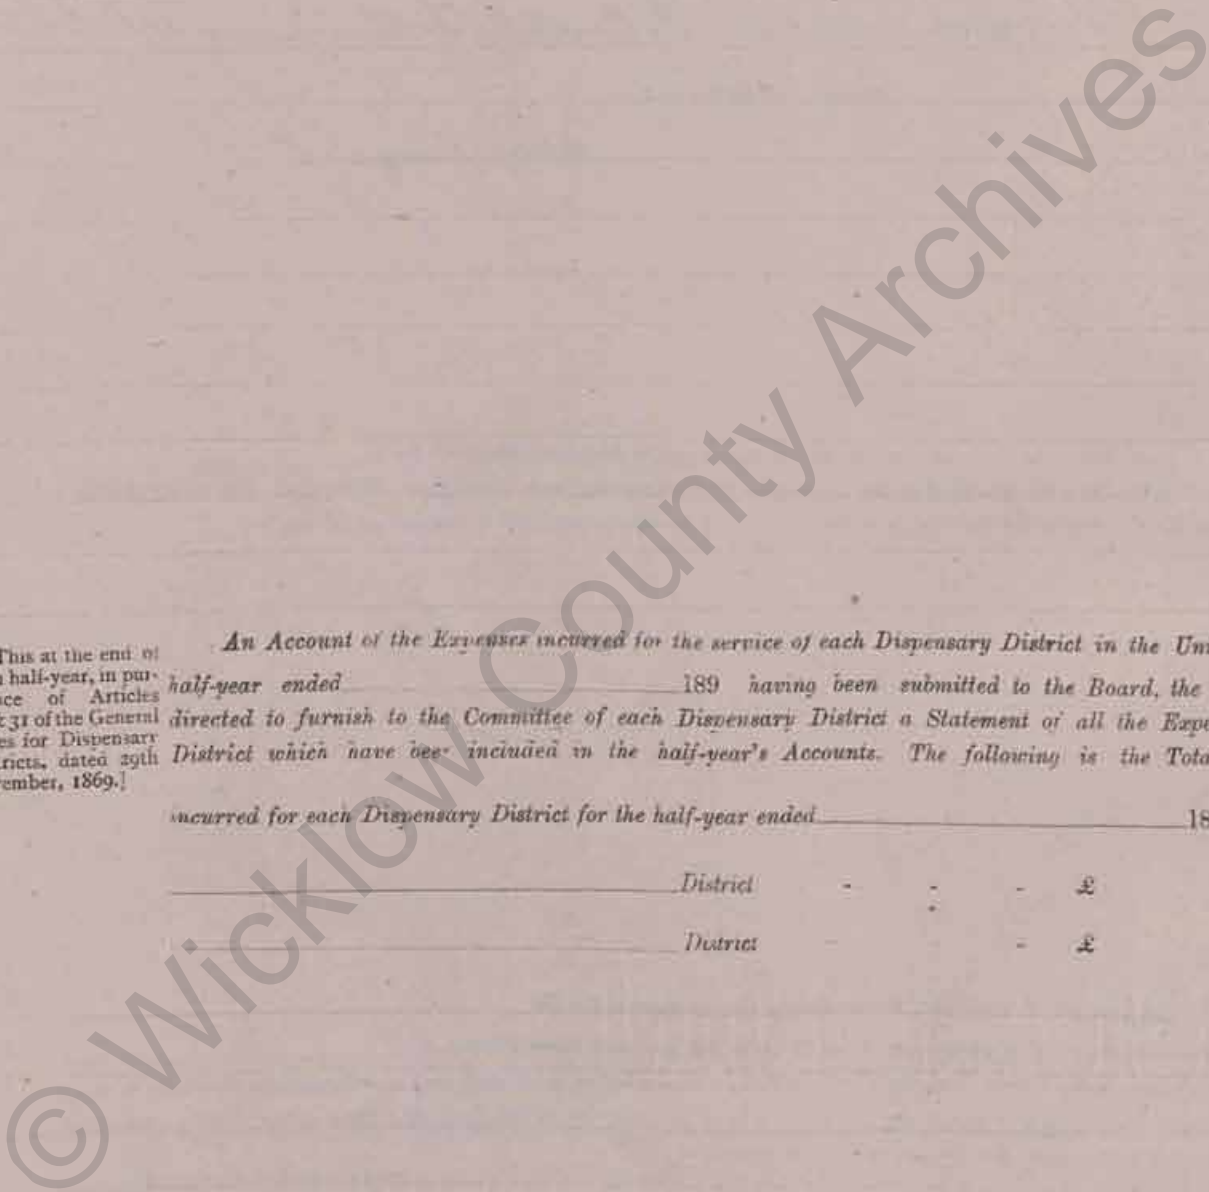 This at the end of
half-year, in pur-
ce of Articles
31 of the General
es for Dispensary
ricts, dated 29th
ember, 1869.]
An Account of the Expenses incurred for the service of each Dispensary District in the Uni
half-year ended 189 having been submitted to the Board, the
directed to furnish to the Committee of each Dispensary District a Statement of all the Expe
District which have been included in the half-year's Accounts. The following is the Tota
incurred for each Dispensary District for the half-year ended 18
District - - - £
District - - £
© Wicklow County Archives